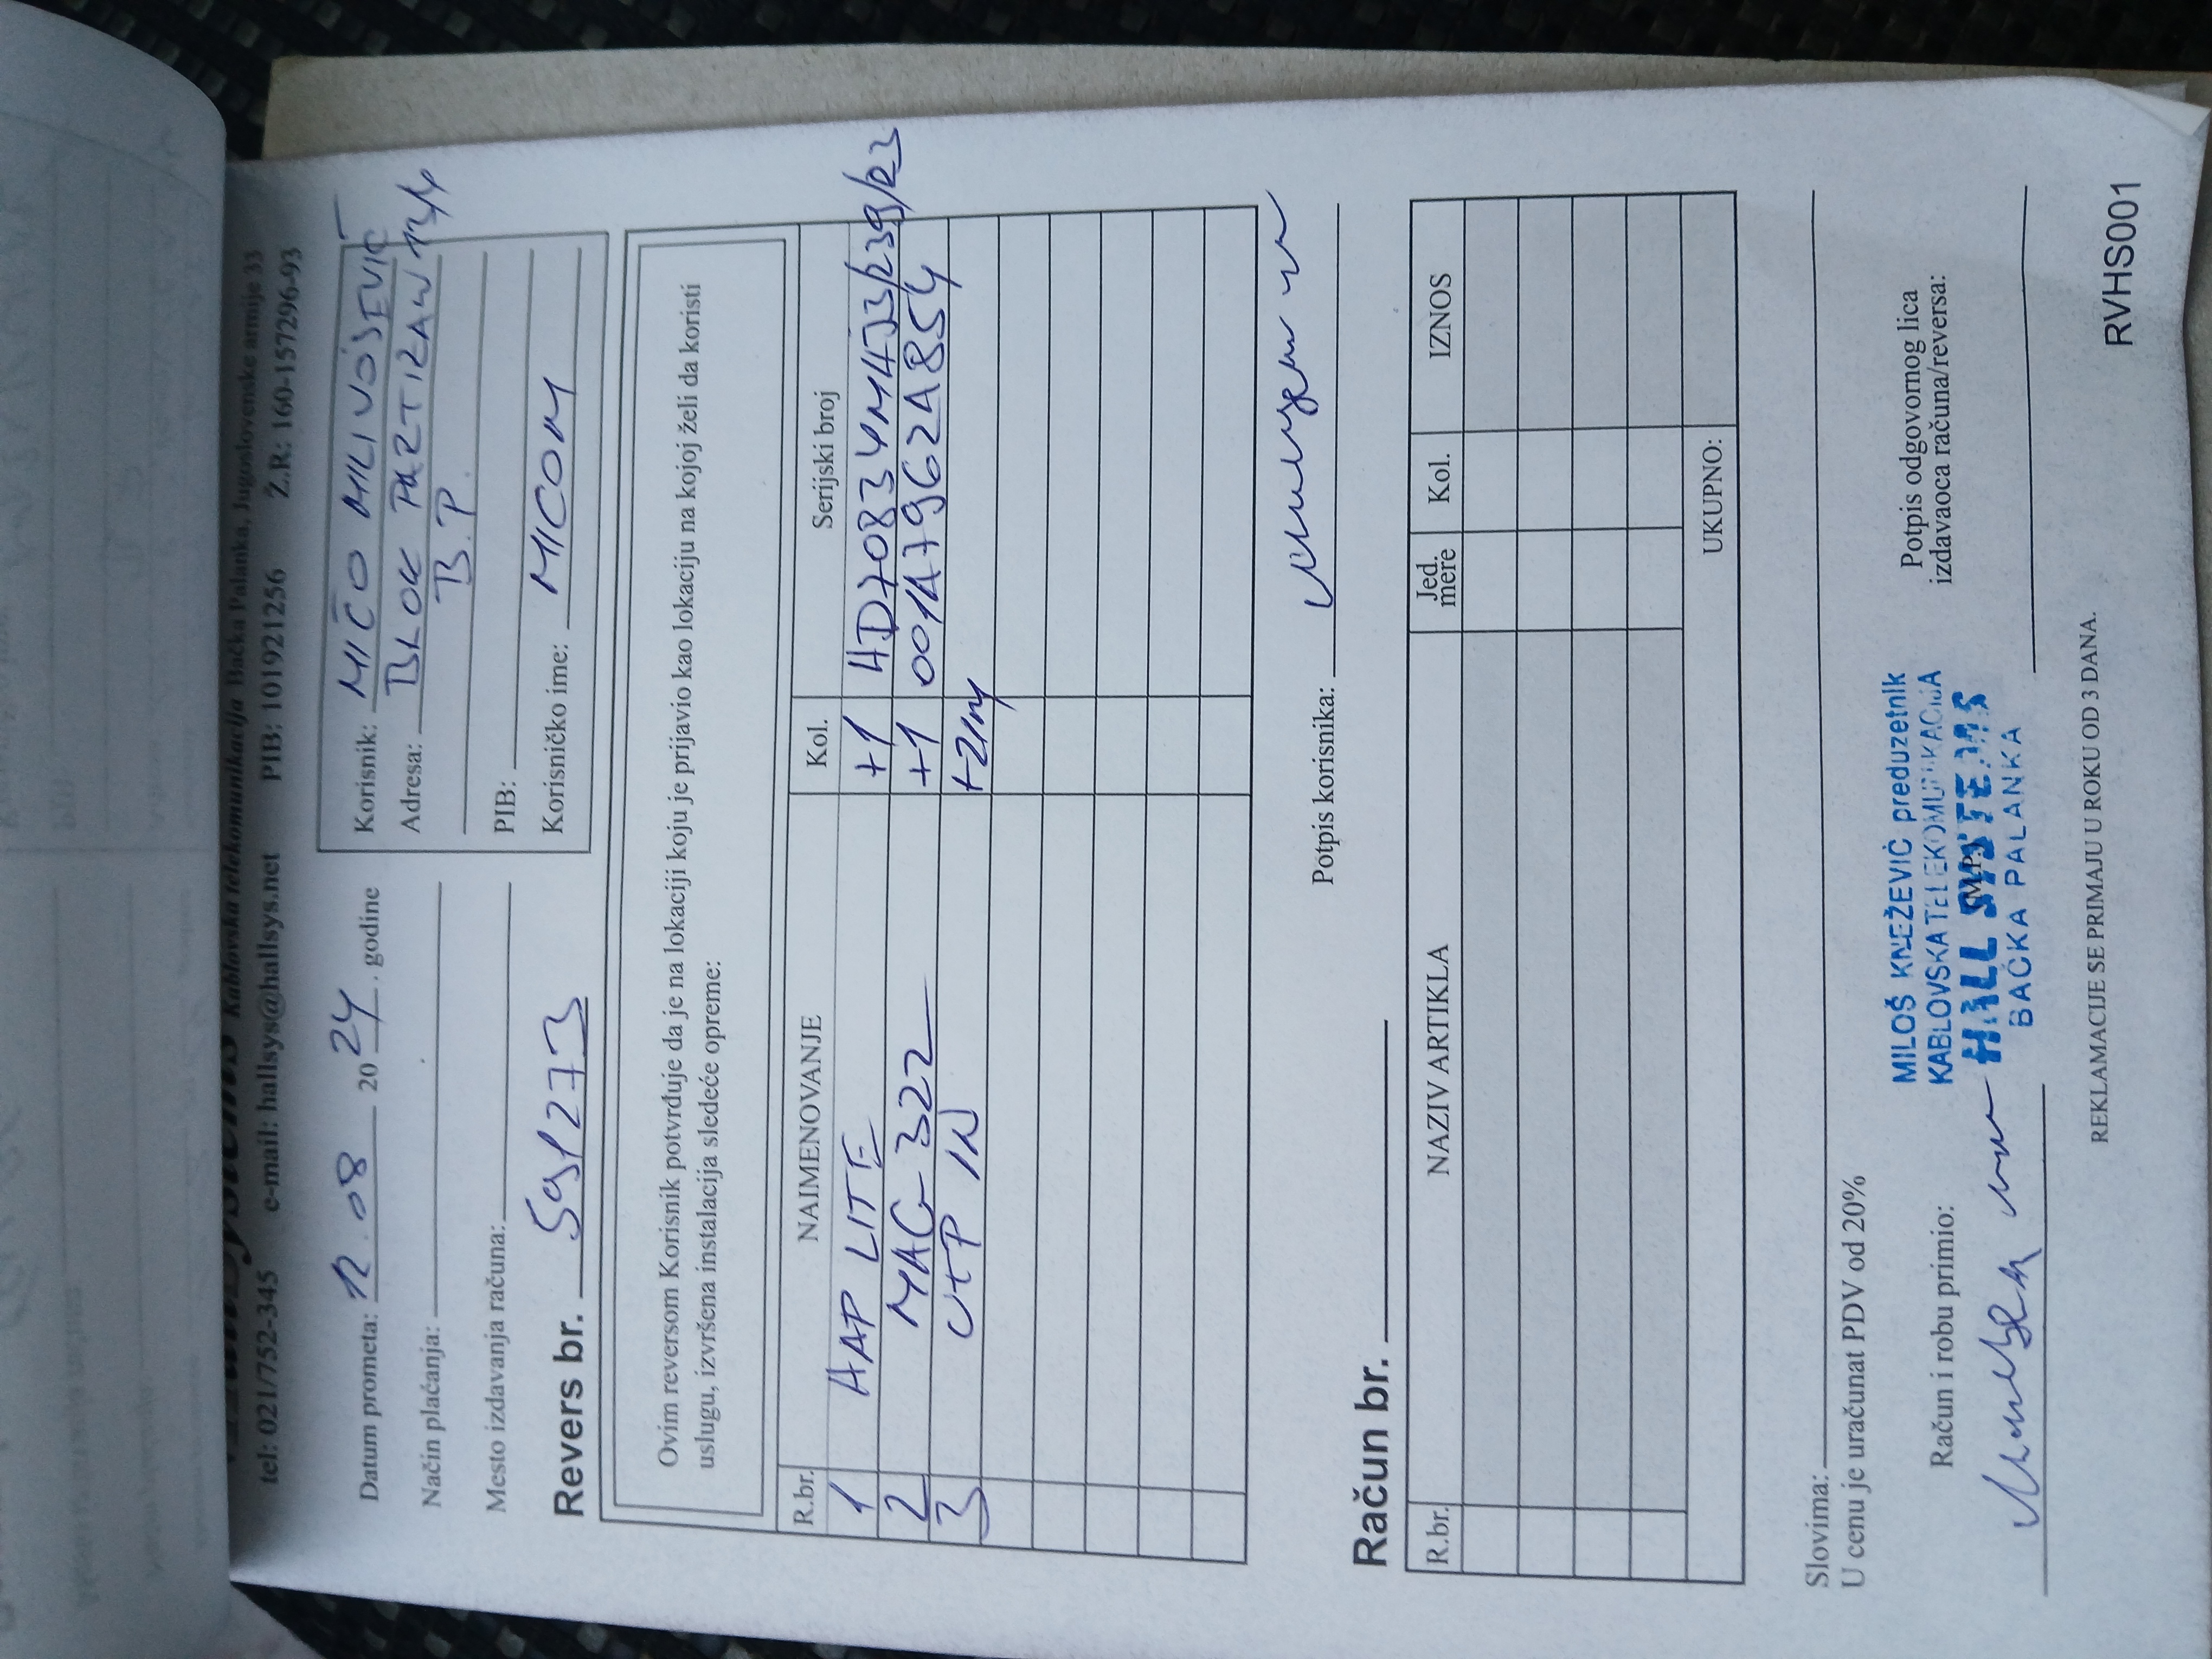 Kablovska telekomunikacija Bačka Palanka, Jugoslovenske armije 33
tel: 021/752-345 e-mail: hallsys@hallsys.net PIB: 101921256 Ž.R: 160-157296-93
Datum prometa: 12.08 2024. godine
Način plaćanja:
Mesto izdavanja računa:
Korisnik: MIĆO MILIVOJEVIĆ
Adresa: BLOK PARTIZAN
B.P.
PIB:
Korisničko ime: MICOM
Revers br.
Ovim reversom Korisnik potvrđuje da je na lokaciji koju je prijavio kao lokaciju na kojoj želi da koristi
uslugu, izvršena instalacija sledeće opreme:
R.br. NAIMENOVANJE Kol. Serijski broj
1 HAP LITE +1
2 MAG-322 +1 001A7962A854
3 UTP IN
Potpis korisnika:
Račun br.
R.br. NAZIV ARTIKLA Jed. mere Kol. IZNOS
UKUPNO:
Slovima:
U cenu je uračunat PDV od 20%
Račun i robu primio:
M.P.
MILOŠ KNEŽEVIĆ preduzetnik
KABLOVSKA TELEKOMUNIKACIJA
HALL SYSTEMS
BAČKA PALANKA
Potpis odgovornog lica
izdavaoca računa/reversa:
REKLAMACIJE SE PRIMAJU U ROKU OD 3 DANA.
RVHS001